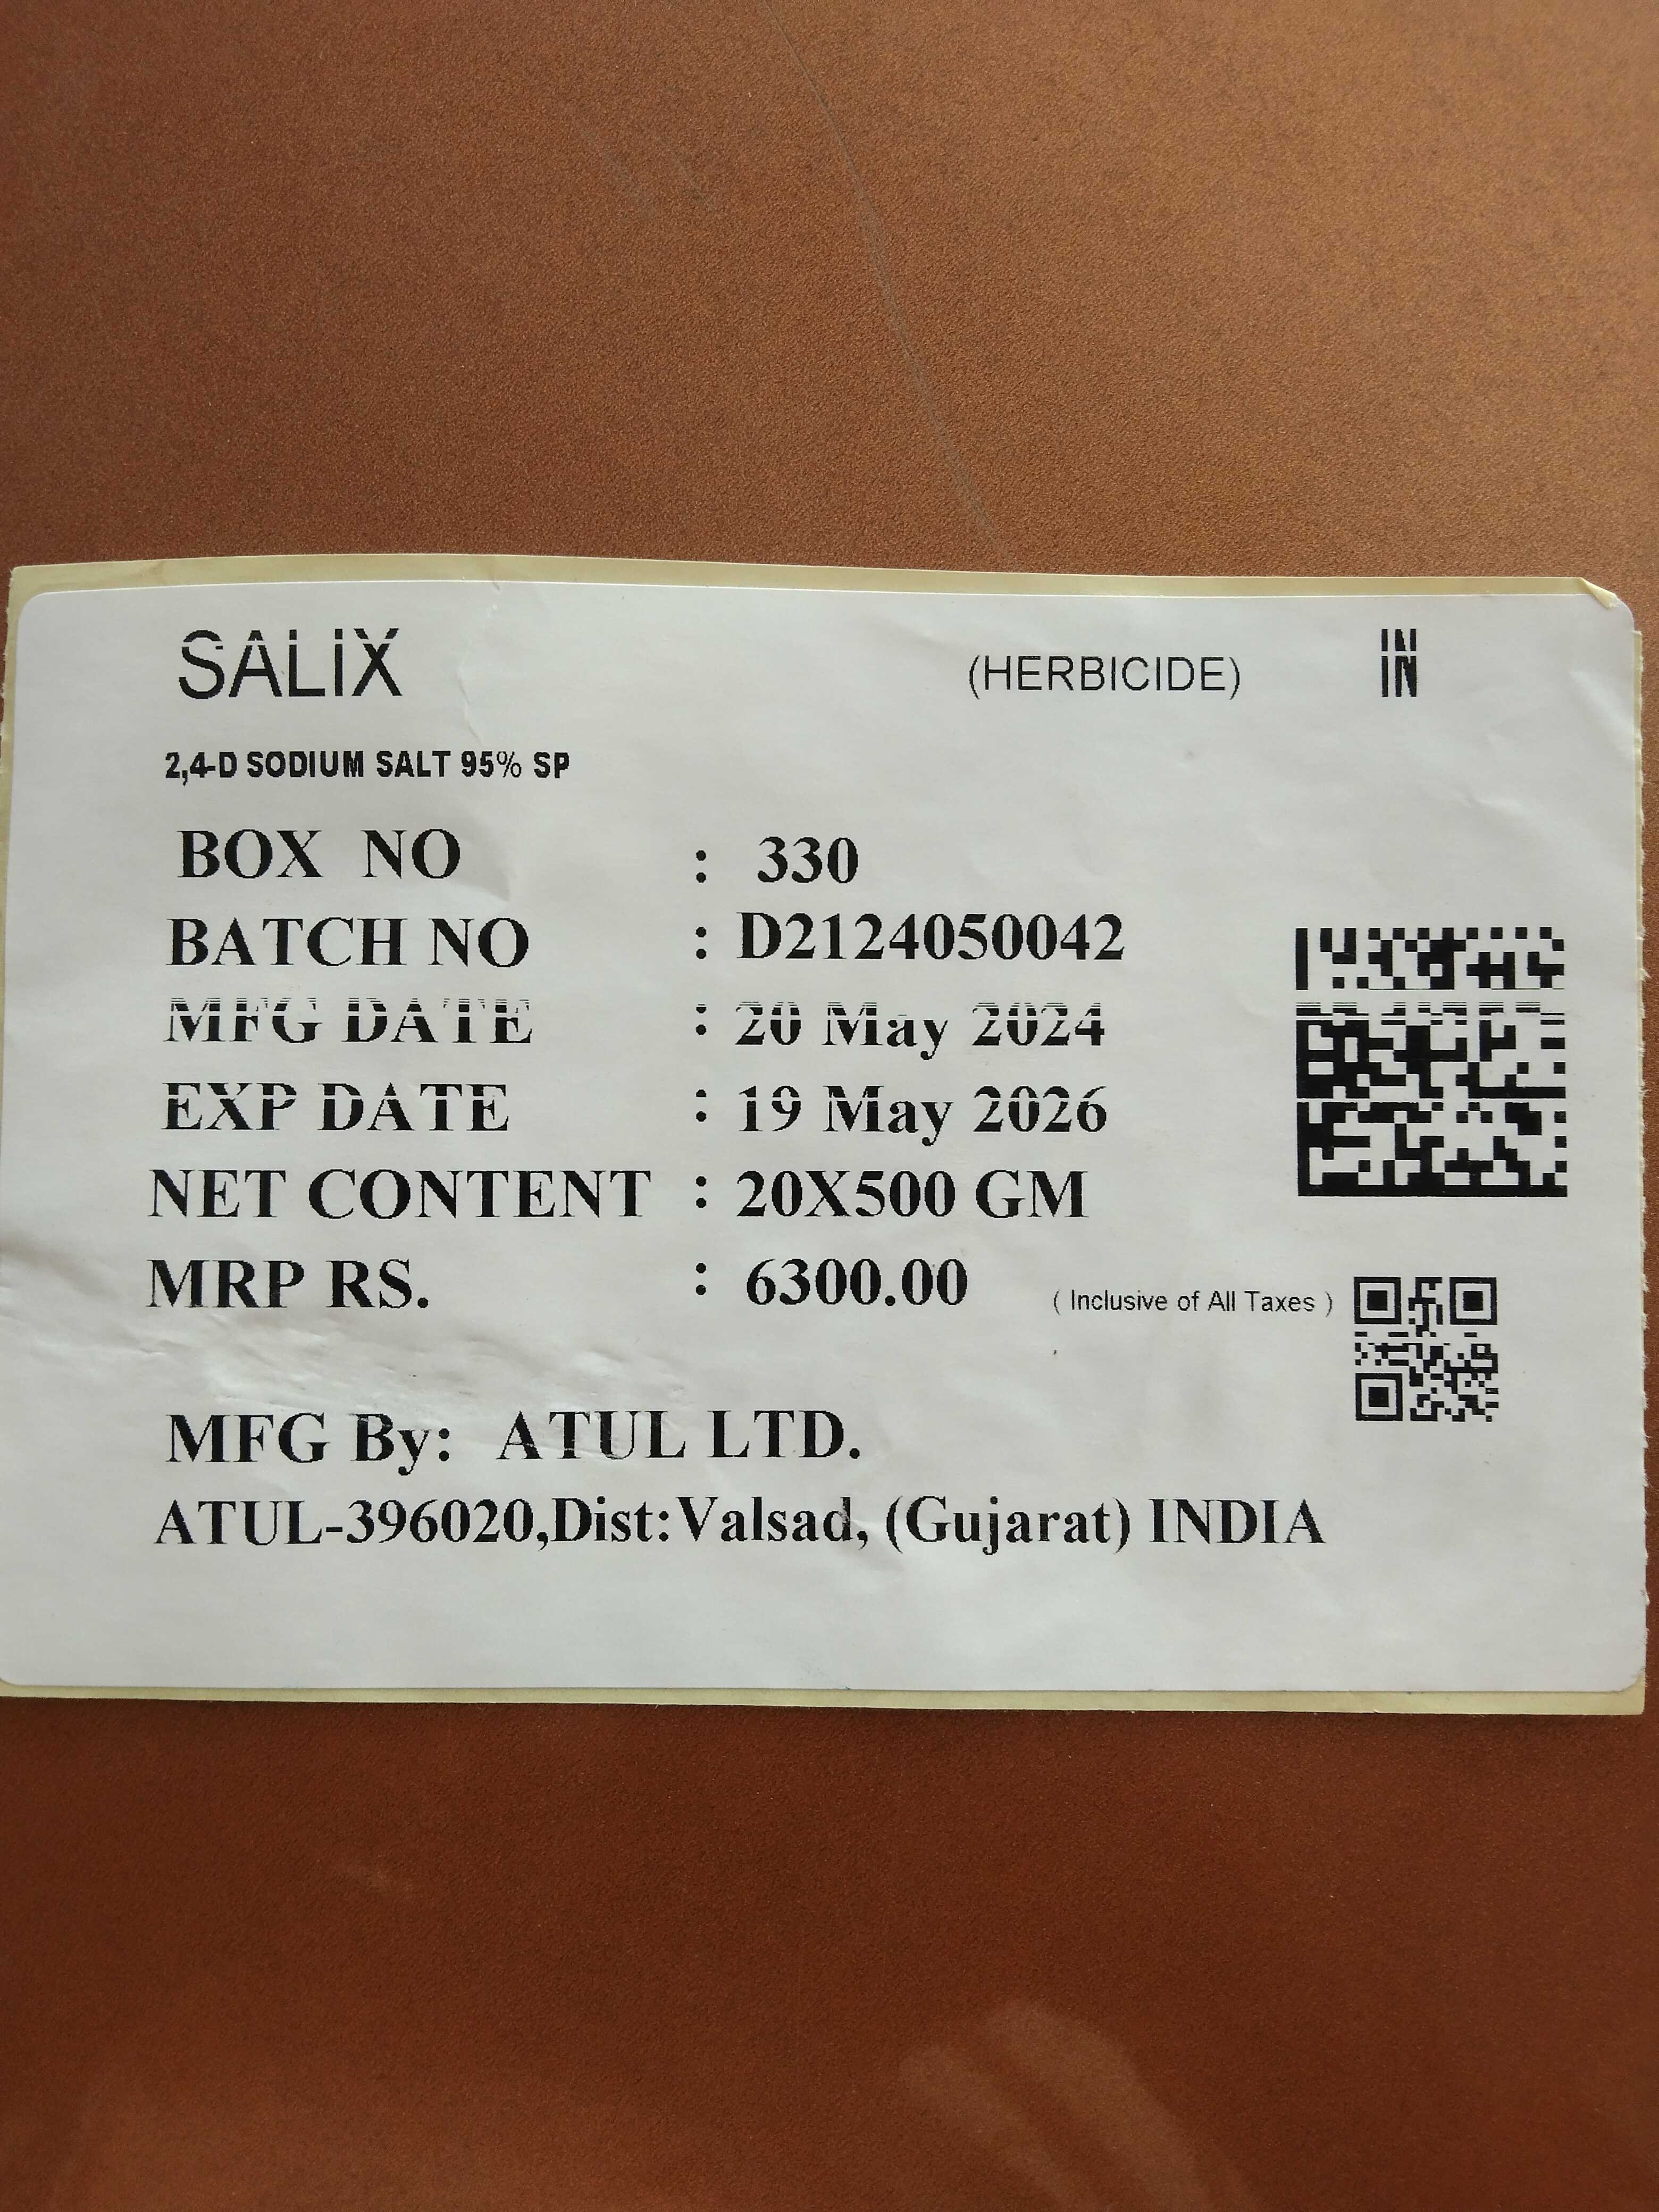 SALIX (HERBICIDE) IN
2,4-D SODIUM SALT 95% SP
BOX NO : 330
BATCH NO : D2124050042
MFG DATE : 20 May 2024
EXP DATE : 19 May 2026
NET CONTENT : 20X500 GM
MRP RS. : 6300.00 ( Inclusive of All Taxes )
MFG By: ATUL LTD.
ATUL-396020,Dist:Valsad, (Gujarat) INDIA